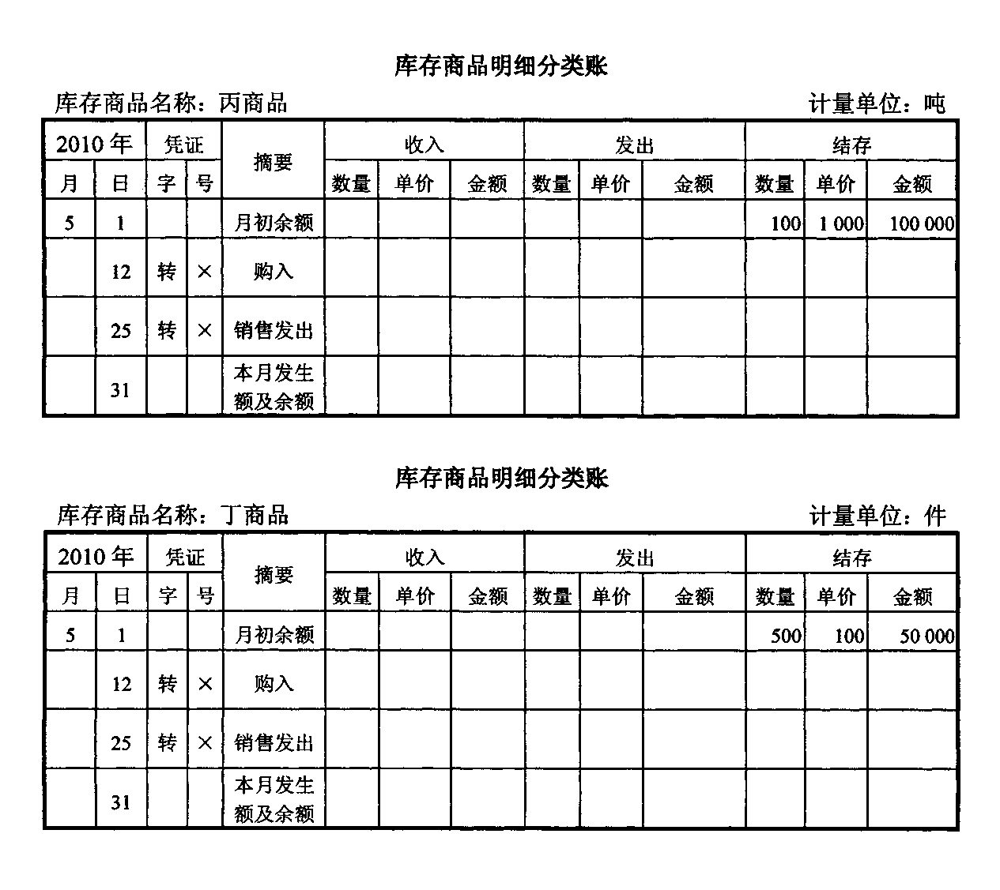 库存商品明细分类账
库存商品名称：丙商品 计量单位：吨
2010 年 凭证 摘要 收入 发出 结存
月 日 字 号 数量 单价 金额 数量 单价 金额 数量 单价 金额
5 1 月初余额 100 1 000 100 000
12 转 × 购入
25 转 × 销售发出
31 本月发生
额及余额
库存商品明细分类账
库存商品名称：丁商品 计量单位：件
2010 年 凭证 摘要 收入 发出 结存
月 日 字 号 数量 单价 金额 数量 单价 金额 数量 单价 金额
5 1 月初余额 500 100 50 000
12 转 × 购入
25 转 × 销售发出
31 本月发生
额及余额